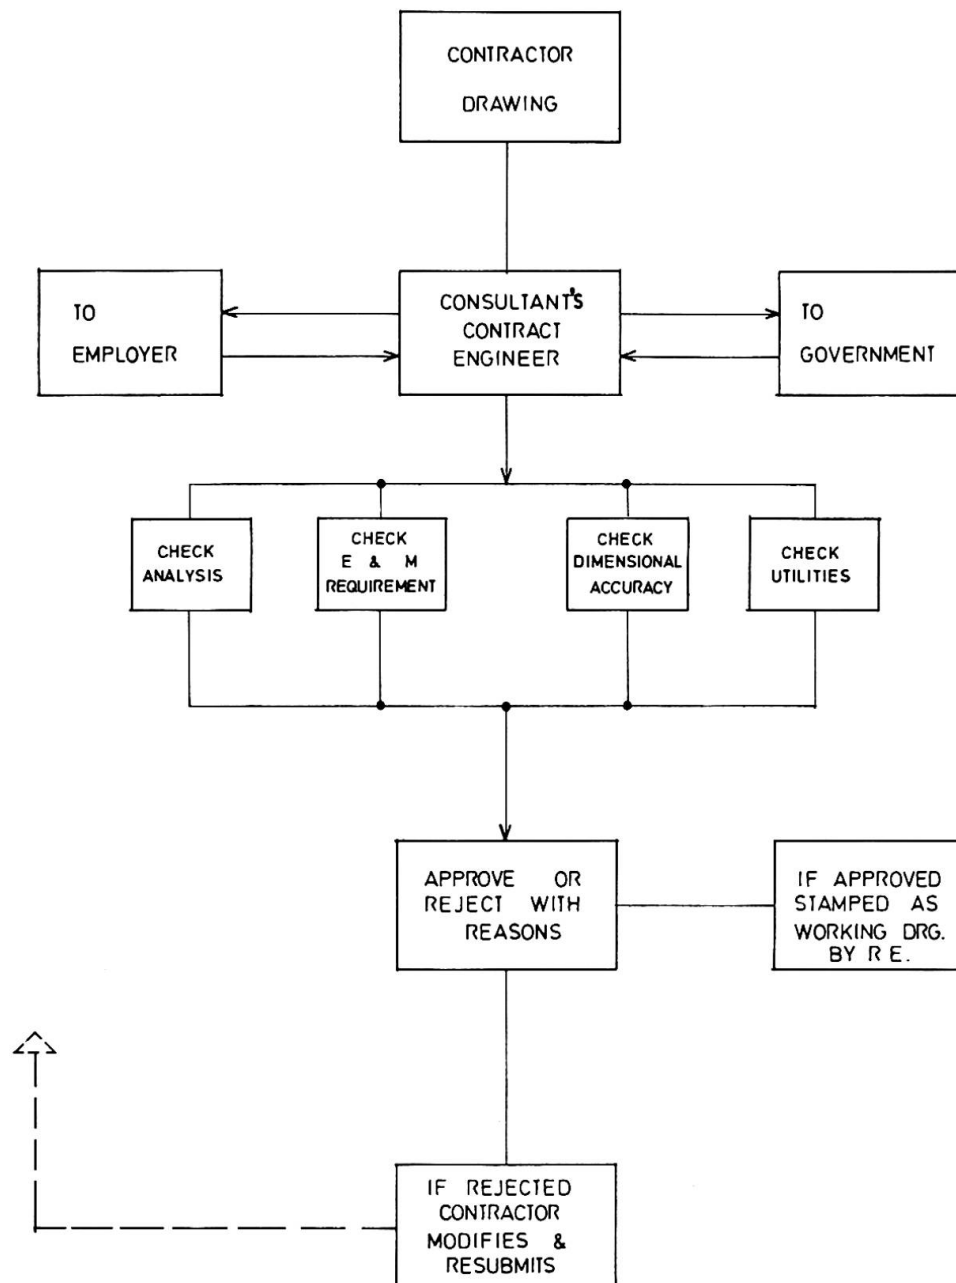 CONTRACTOR
DRAWING
TO
EMPLOYER
CONSULTANT'S
CONTRACT
ENGINEER
TO
GOVERNMENT
CHECK
ANALYSIS
CHECK
E & M
REQUIREMENT
CHECK
DIMENSIONAL
ACCURACY
CHECK
UTILITIES
APPROVE OR
REJECT WITH
REASONS
IF APPROVED
STAMPED AS
WORKING DRG.
BY R E.
IF REJECTED
CONTRACTOR
MODIFIES &
RESUBMITS